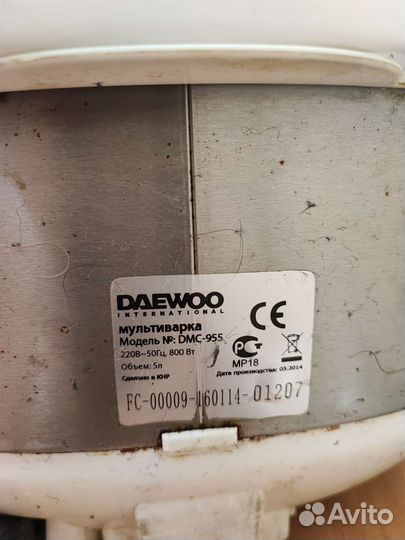 DAEWOO
INTERNATIONAL
мультиварка
Модель №: DMC-955
220В~50Гц, 800 Вт
Объем: 5л
Сделано в КНР
CE
РСТ
МР18
Дата производства: 03.2014
FC-00009-160114-01207
Avito